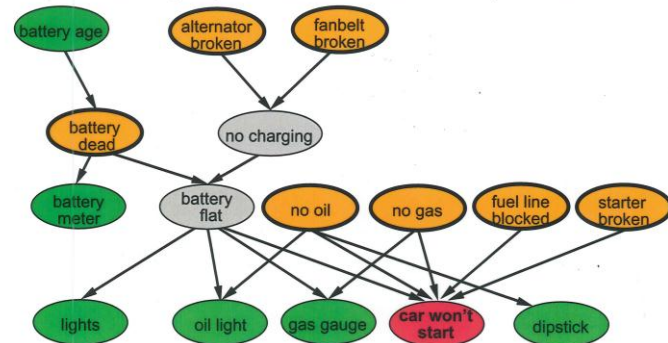 battery age
alternator
broken
fanbelt
broken
battery
dead
no charging
battery
meter
battery
flat
no oil
no gas
fuel line
blocked
starter
broken
lights
oil light
gas gauge
car won't
start
dipstick